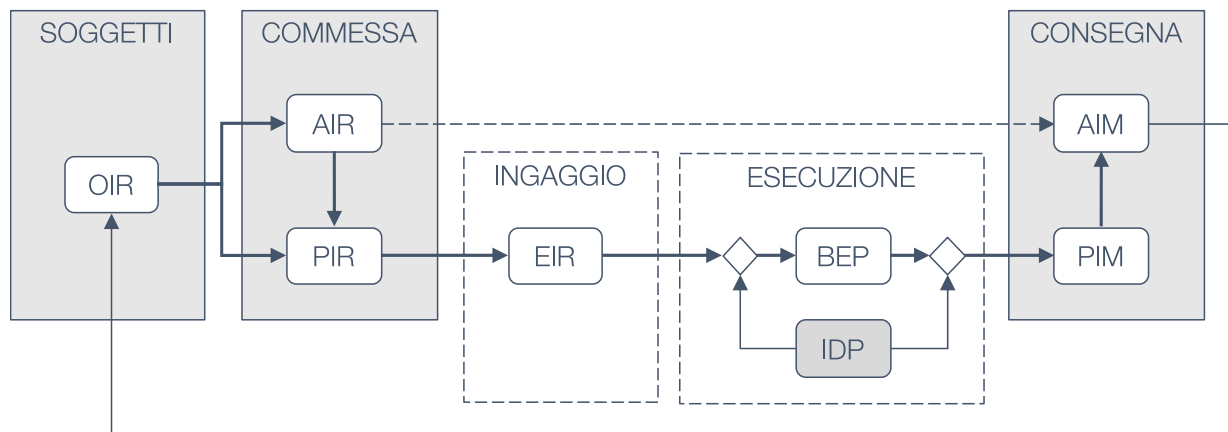 SOGGETTI
COMMESSA
CONSEGNA
AIR
AIM
INGAGGIO
ESECUZIONE
OIR
PIR
EIR
BEP
PIM
IDP